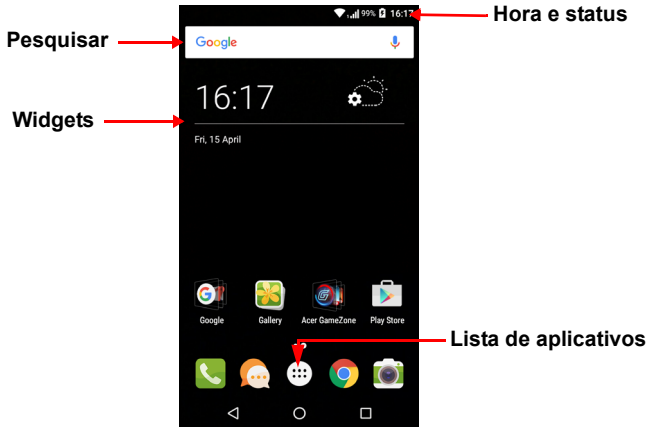 99% 16:17
Hora e status
Pesquisar
Google
16:17
Widgets
Fri, 15 April
Google Gallery Acer GameZone Play Store
Lista de aplicativos